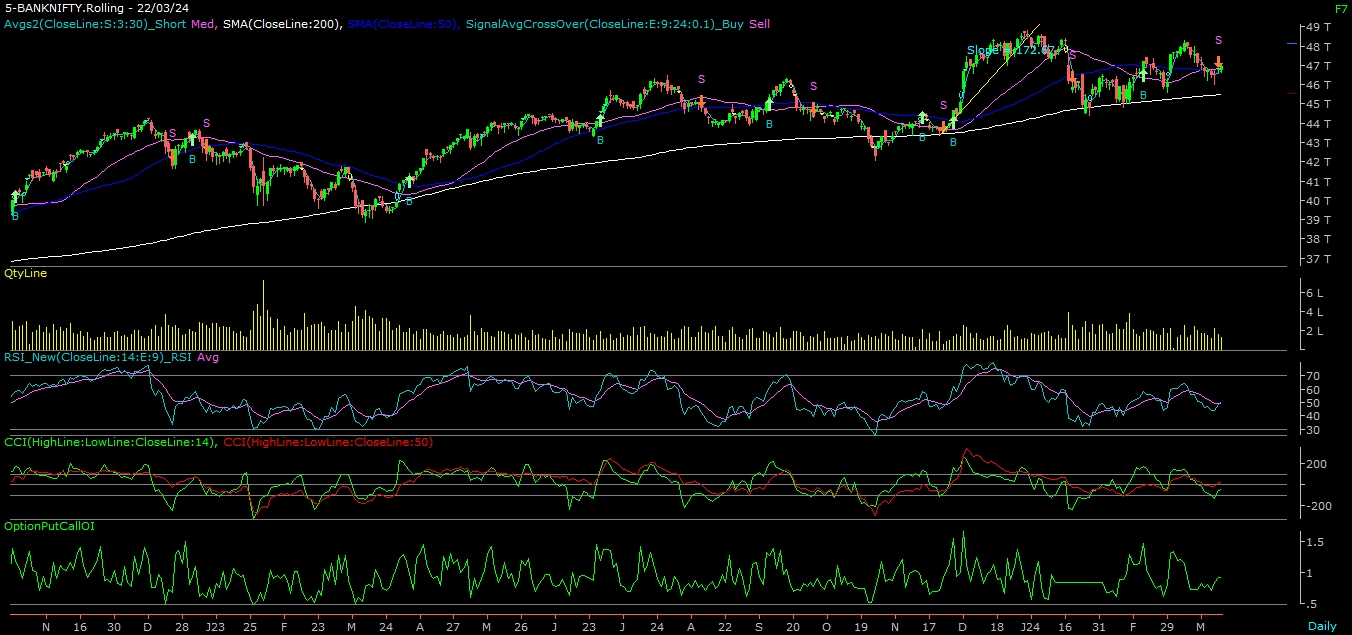 5-BANKNIFTY.Rolling - 22/03/24 F7
Avgs2(CloseLine:S:3:30)_Short Med, SMA(CloseLine:200), SMA(CloseLine:50), SignalAvgCrossOver(CloseLine:E:9:24:0.1)_Buy Sell
49 T
48 T
47 T
46 T
45 T
44 T
43 T
42 T
41 T
40 T
39 T
38 T
37 T
B
S
B
S
B
B
S
B
S
B
S
B
S
B
S
QtyLine
6 L
4 L
2 L
RSI_New(CloseLine:14:E:9)_RSI Avg
70
60
50
40
30
CCI(HighLine:LowLine:CloseLine:14), CCI(HighLine:LowLine:CloseLine:50)
200
-200
OptionPutCallOI
1.5
1
.5
N 16 30 D 28 J23 25 F 23 M 24 A 27 M 26 J 23 J 24 A 22 S 20 O 19 N 17 D 18 J24 16 31 F 29 M Daily